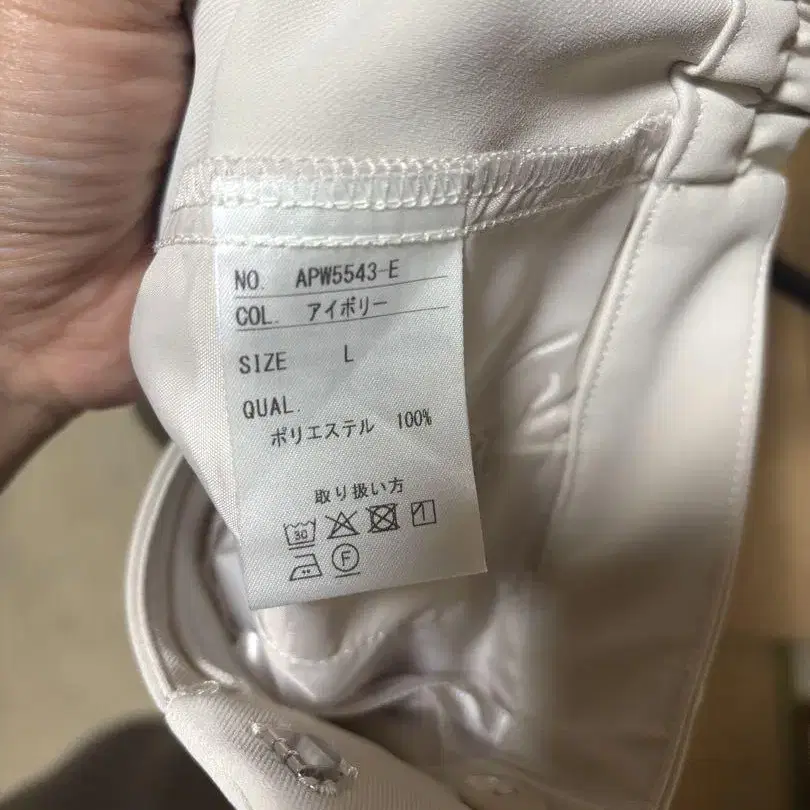 NO. APW5543-E
COL. アイボリー
SIZE L
QUAL.
ポリエステル 100%
取り扱い方
30
F